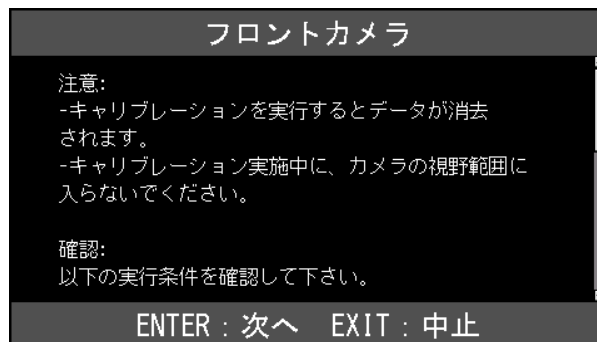 フロントカメラ
注意:
-キャリブレーションを実行するとデータが消去
されます。
-キャリブレーション実施中に、カメラの視野範囲に
入らないでください。
確認:
以下の実行条件を確認して下さい。
ENTER：次へ EXIT：中止